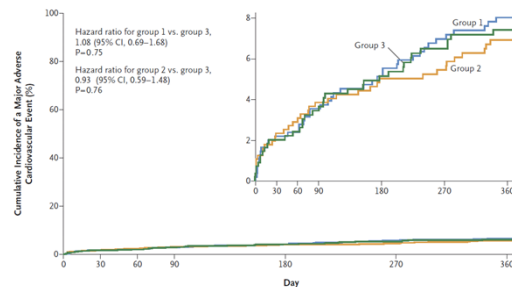 Cumulative Incidence of a Major Adverse
Cardiovascular Event (%)
100
80
60
40
20
0
Hazard ratio for group 1 vs. group 3,
1.08 (95% CI, 0.69–1.68)
P=0.75
Hazard ratio for group 2 vs. group 3,
0.93 (95% CI, 0.59–1.48)
P=0.76
8
6
4
2
0
Group 1
Group 3
Group 2
0 30 60 90 180 270 360
0 30 60 90 180 270 360
Day